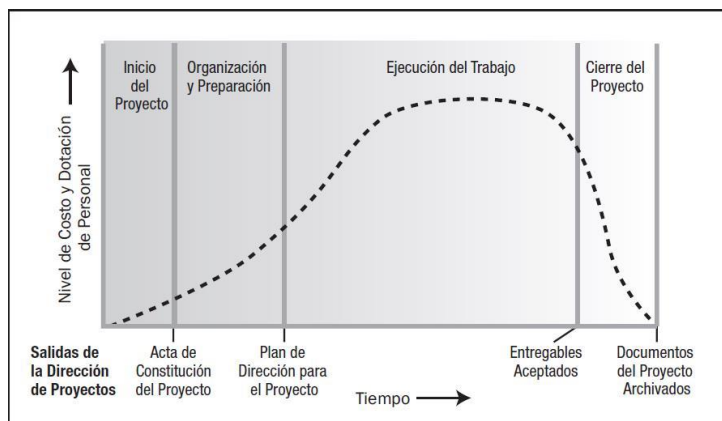 Inicio
del
Proyecto
Organización
y Preparación
Ejecución del Trabajo
Cierre del
Proyecto
Nivel de Costo y Dotación
de Personal
Salidas de
la Dirección
de Proyectos
Acta de
Constitución
del Proyecto
Plan de
Dirección para
el Proyecto
Entregables
Aceptados
Documentos
del Proyecto
Archivados
Tiempo